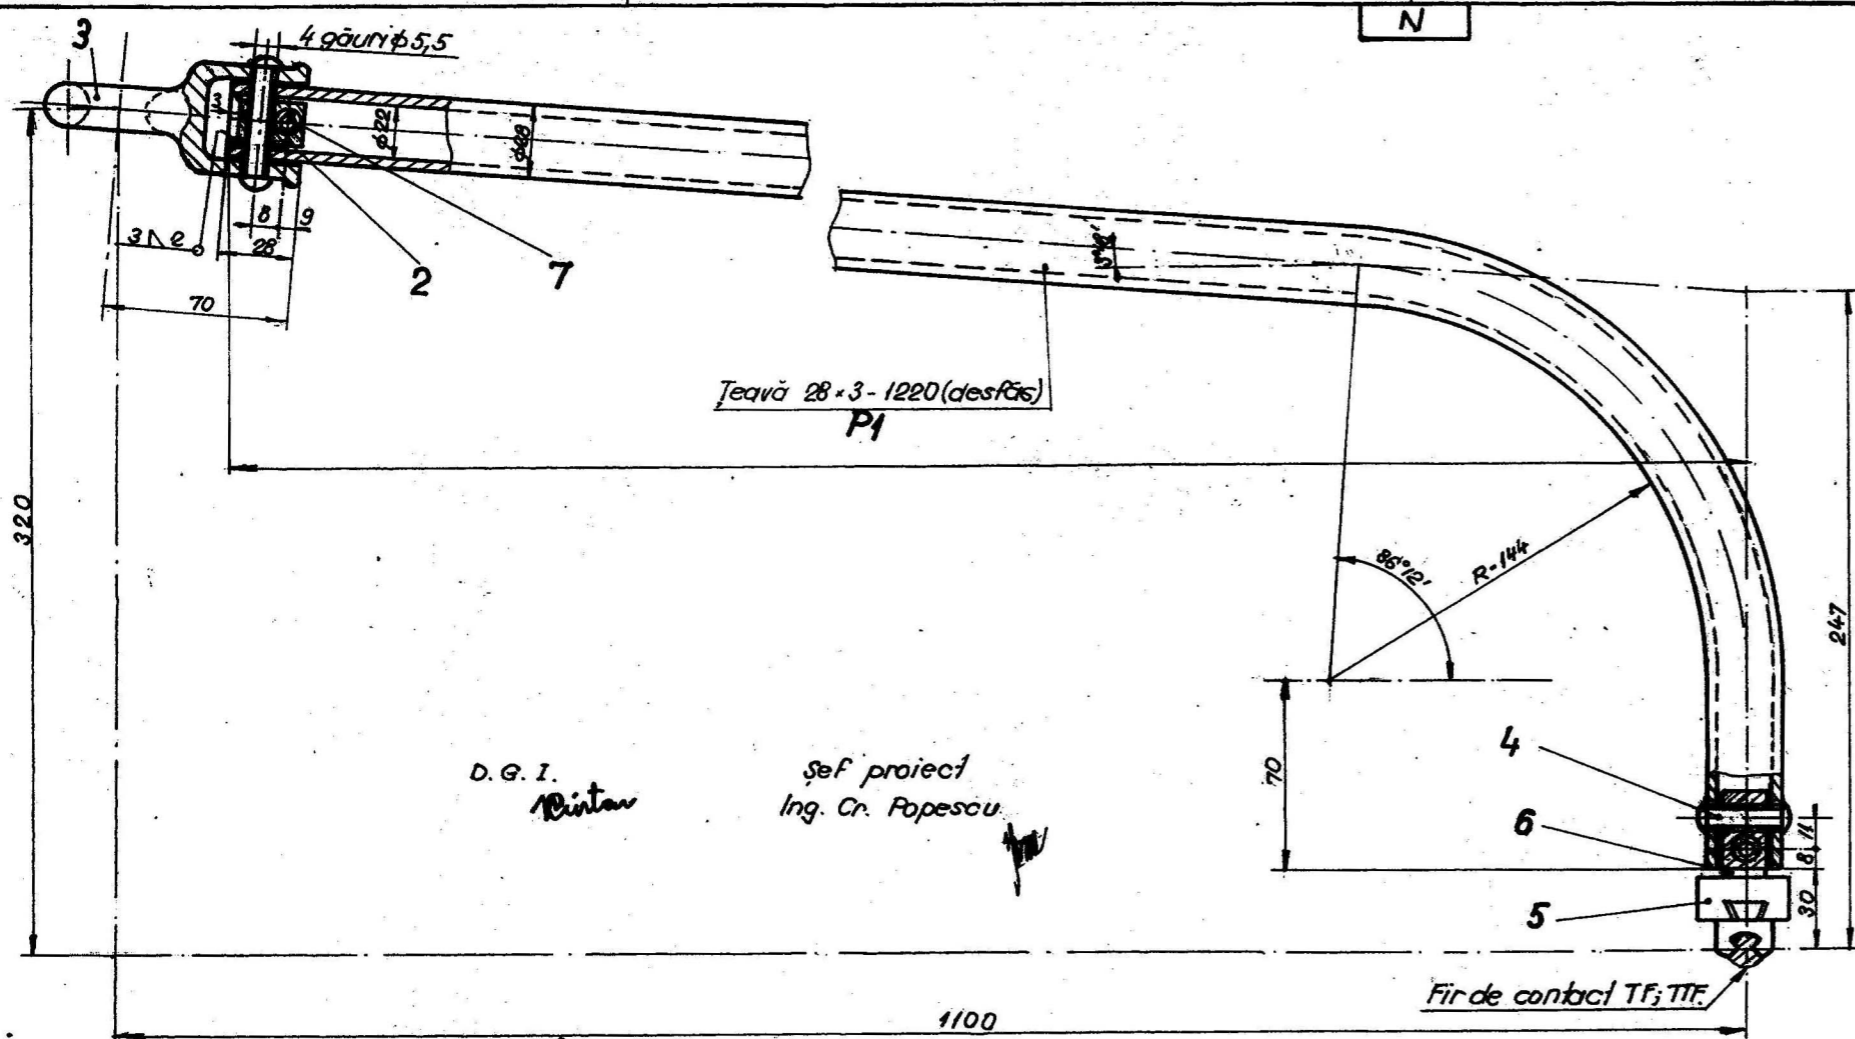 N
3
4 găuri ϕ5,5
3
ϕ22
ϕ28
8
9
28
70
2
7
Țeavă 28×3-1220 (desfăș)
P1
320
86°12'
R=144
247
70
D. G. I.
Șef proiect
Ing. Cr. Popescu
4
6
5
11
8
30
Fir de contact TF; TTF.
1100